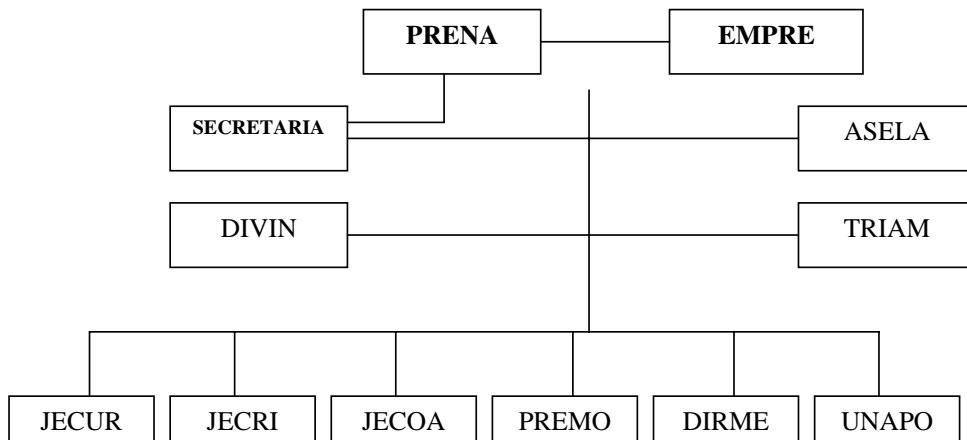 PRENA
EMPRE
SECRETARIA
ASELA
DIVIN
TRIAM
JECUR
JECRI
JECOA
PREMO
DIRME
UNAPO